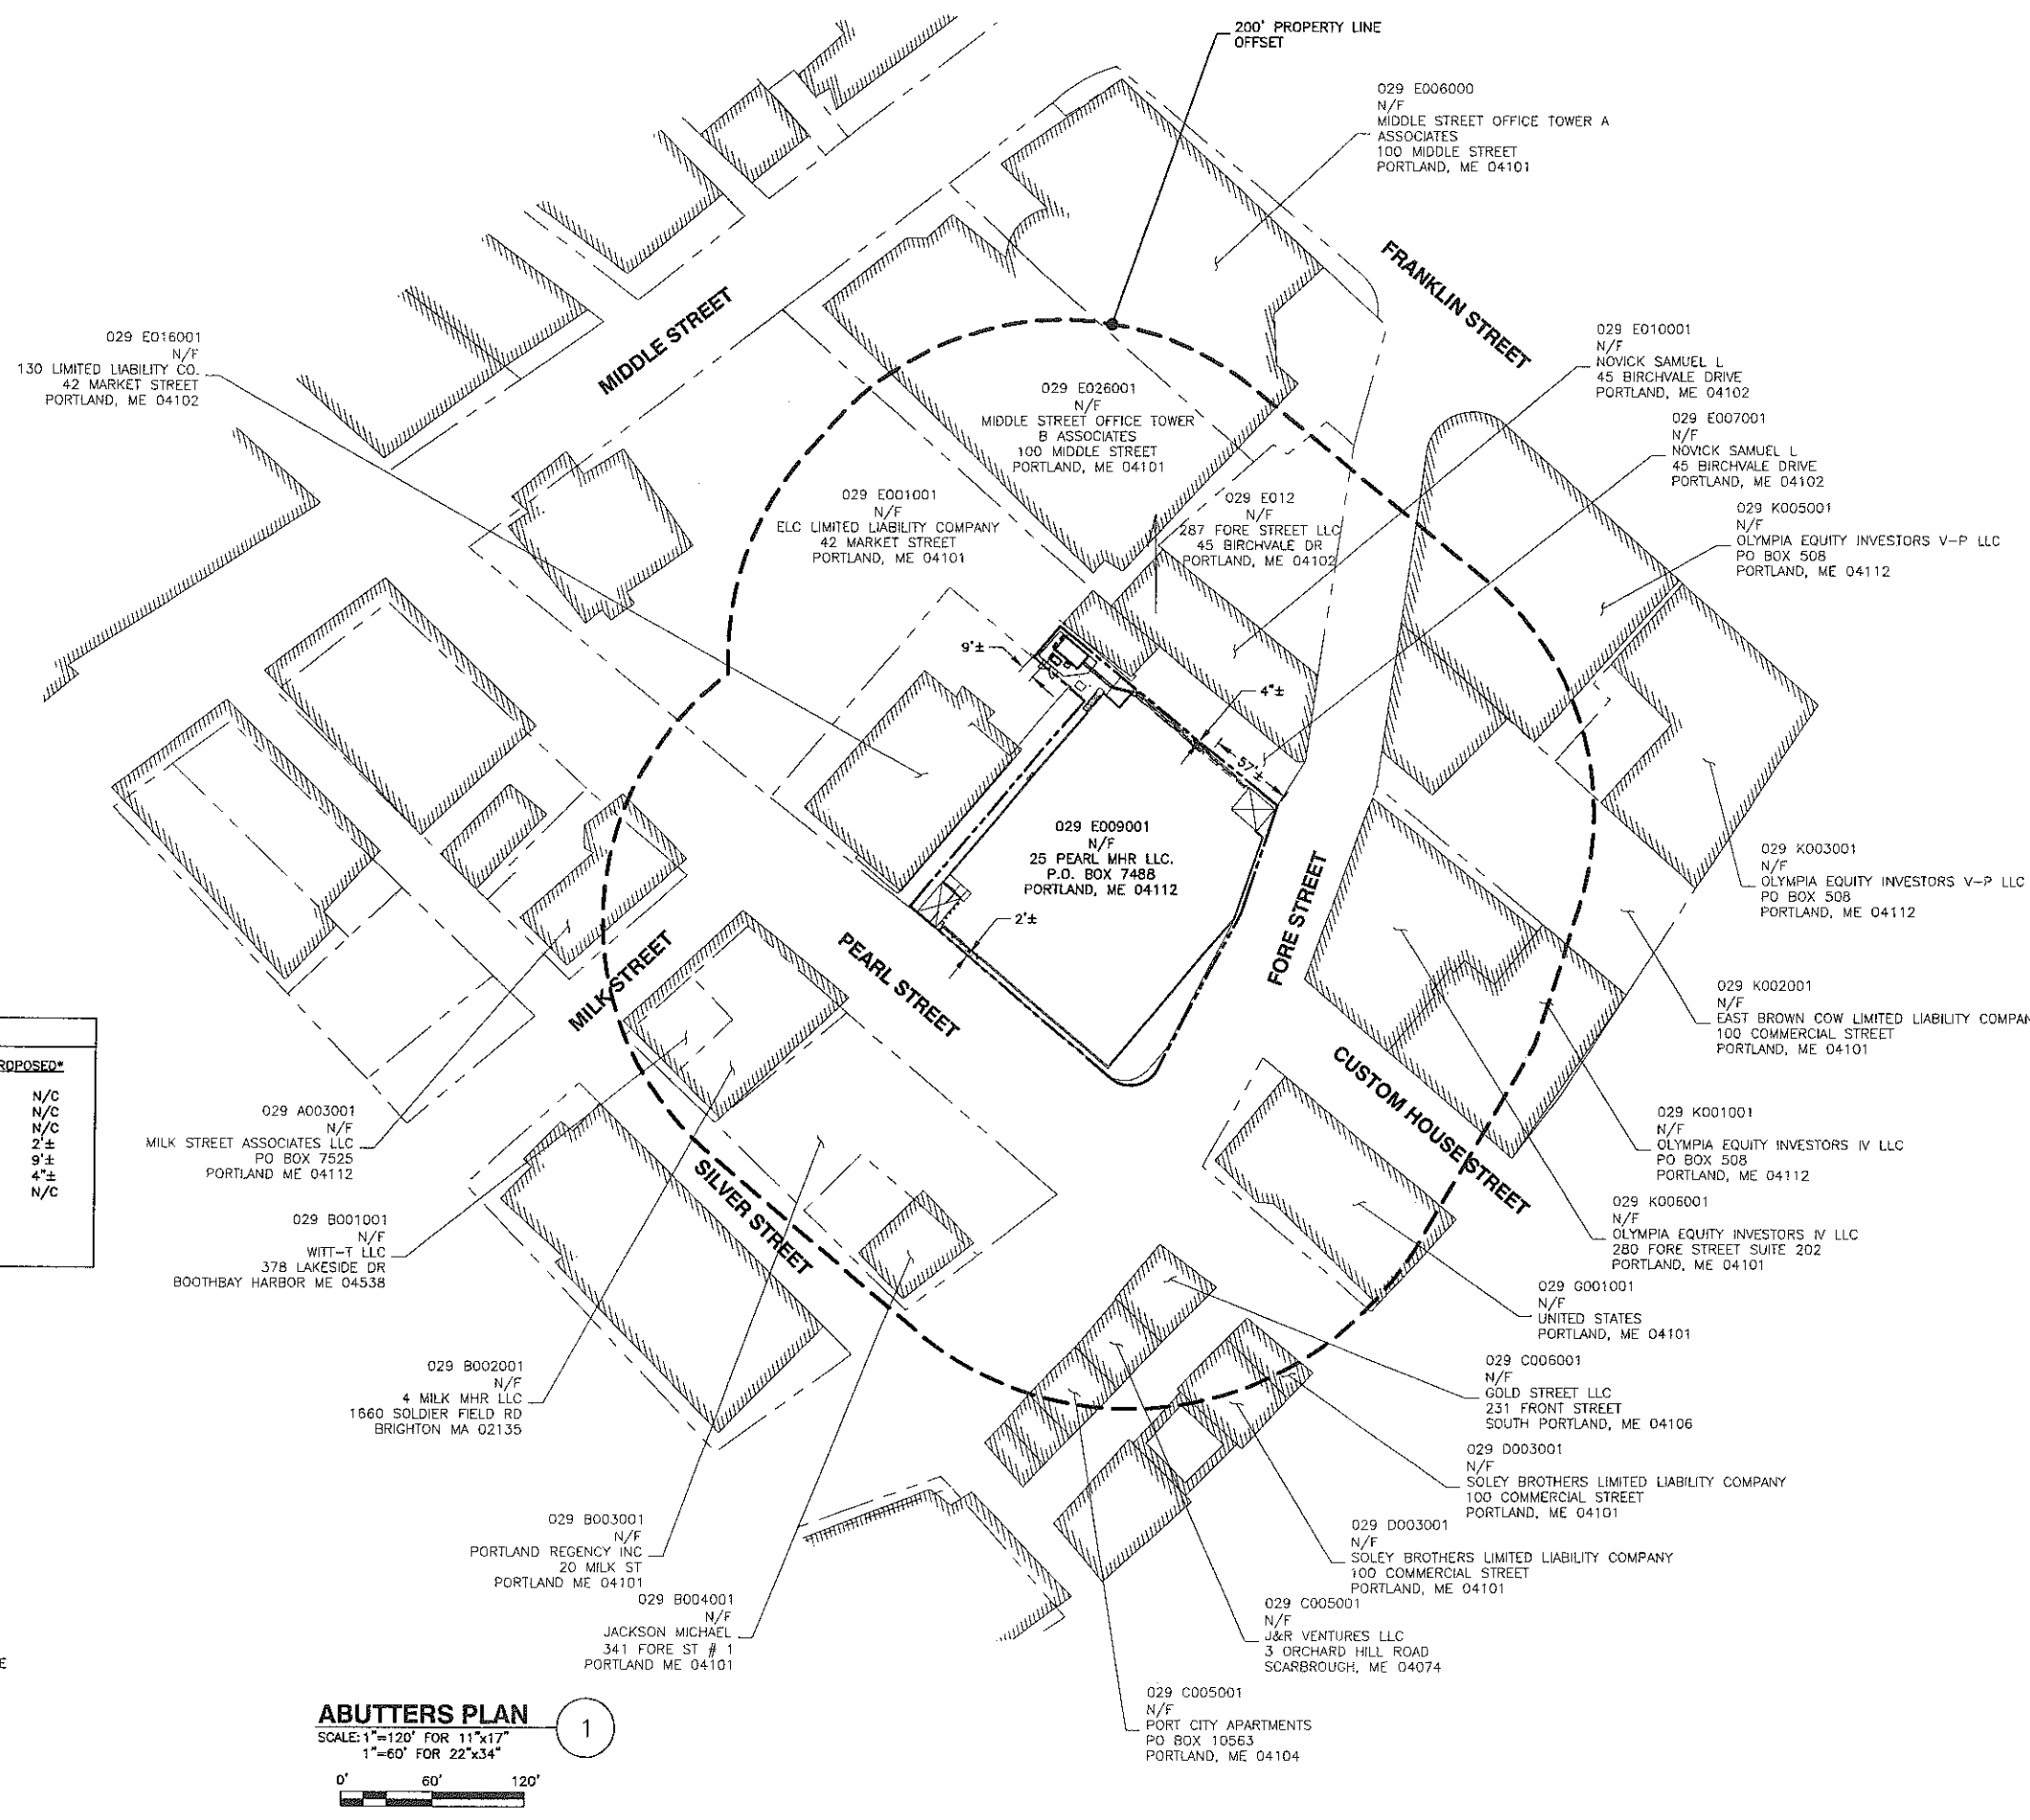 200' PROPERTY LINE
OFFSET
029 E006000
N/F
MIDDLE STREET OFFICE TOWER A
ASSOCIATES
100 MIDDLE STREET
PORTLAND, ME 04101
FRANKLIN STREET
MIDDLE STREET
029 E016001
N/F
130 LIMITED LIABILITY CO.
42 MARKET STREET
PORTLAND, ME 04102
029 E010001
N/F
NOVICK SAMUEL L
45 BIRCHVALE DRIVE
PORTLAND, ME 04102
029 E026001
N/F
MIDDLE STREET OFFICE TOWER
B ASSOCIATES
100 MIDDLE STREET
PORTLAND, ME 04101
029 E007001
N/F
NOVICK SAMUEL L
45 BIRCHVALE DRIVE
PORTLAND, ME 04102
029 E001001
N/F
ELC LIMITED LIABILITY COMPANY
42 MARKET STREET
PORTLAND, ME 04101
029 E012
N/F
287 FORE STREET LLC
45 BIRCHVALE DR
PORTLAND, ME 04102
029 K005001
N/F
OLYMPIA EQUITY INVESTORS V-P LLC
PO BOX 508
PORTLAND, ME 04112
9'±
4"±
57'±
029 E009001
N/F
25 PEARL MHR LLC.
P.O. BOX 7488
PORTLAND, ME 04112
2'±
029 K003001
N/F
OLYMPIA EQUITY INVESTORS V-P LLC
PO BOX 508
PORTLAND, ME 04112
FORE STREET
PEARL STREET
MILK STREET
029 K002001
N/F
EAST BROWN COW LIMITED LIABILITY COMPAN
100 COMMERCIAL STREET
PORTLAND, ME 04101
CUSTOM HOUSE STREET
ROPOSED*
N/C
N/C
N/C
2'±
9'±
4"±
N/C
029 A003001
N/F
MILK STREET ASSOCIATES LLC
PO BOX 7525
PORTLAND ME 04112
029 K001001
N/F
OLYMPIA EQUITY INVESTORS IV LLC
PO BOX 508
PORTLAND, ME 04112
SILVER STREET
029 K006001
N/F
OLYMPIA EQUITY INVESTORS IV LLC
280 FORE STREET SUITE 202
PORTLAND, ME 04101
029 B001001
N/F
WITT-T LLC
378 LAKESIDE DR
BOOTHBAY HARBOR ME 04538
029 G001001
N/F
UNITED STATES
PORTLAND, ME 04101
029 B002001
N/F
4 MILK MHR LLC
1660 SOLDIER FIELD RD
BRIGHTON MA 02135
029 C006001
N/F
GOLD STREET LLC
231 FRONT STREET
SOUTH PORTLAND, ME 04106
029 D003001
N/F
SOLEY BROTHERS LIMITED LIABILITY COMPANY
100 COMMERCIAL STREET
PORTLAND, ME 04101
029 B003001
N/F
PORTLAND REGENCY INC
20 MILK ST
PORTLAND ME 04101
029 D003001
N/F
SOLEY BROTHERS LIMITED LIABILITY COMPANY
100 COMMERCIAL STREET
PORTLAND, ME 04101
029 B004001
N/F
JACKSON MICHAEL
341 FORE ST # 1
PORTLAND ME 04101
029 C005001
N/F
J&R VENTURES LLC
3 ORCHARD HILL ROAD
SCARBROUGH, ME 04074
E
029 C005001
N/F
PORT CITY APARTMENTS
PO BOX 10563
PORTLAND, ME 04104
ABUTTERS PLAN
1
SCALE: 1"=120' FOR 11"x17"
1"=60' FOR 22"x34"
0' 60' 120'